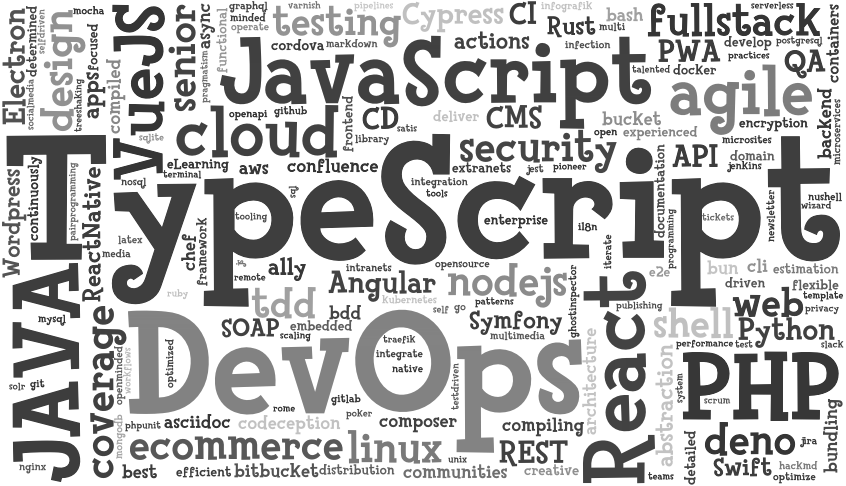 TypeScript
DevOps
JavaScript
JAVA
React
PHP
VueJS
cloud
agile
fullstack
security
coverage
ecommerce
linux
nodejs
testing
design
senior
Electron
determined
selfdriven
socialmedia
treeshaking
focused
apps
mocha
compiled
async
pragmatism
functional
graphql
minded
operate
varnish
pipelines
cordova
markdown
Cypress
CI
infografik
actions
infection
Rust
multi
bash
serverless
PWA
develop
postgresql
practices
QA
containers
talented
docker
encryption
backend
microservices
openapi
github
frontend
CD
library
satis
deliver
CMS
bucket
open
experienced
sqlite
eLearning
terminal
aws
confluence
extranets
jest
pioneer
API
microsites
domain
jenkins
documentation
programming
Wordpress
continuously
pairprogramming
ReactNative
nosql
latex
media
chef
framework
tooling
sql
integration
tools
enterprise
i18n
iterate
tickets
newsletter
nushell
wizard
remote
ally
intranets
opensource
Angular
kubernetes
ruby
tdd
bdd
self
go
patterns
ghostinspector
e2e
bun
cli
estimation
driven
flexible
template
publishing
web
privacy
shell
Python
mysql
SOAP
embedded
scaling
Symfony
multimedia
traefik
integrate
native
optimized
architecture
performance
test
slack
solr
git
openminded
workflows
rome
gitlab
poker
testdriven
abstraction
system
scrum
mongodb
phpunit
asciidoc
codeception
composer
compiling
deno
jira
bundling
nginx
best
efficient
bitbucket
distribution
unix
communities
REST
creative
teams
detailed
Swift
hackmd
optimize